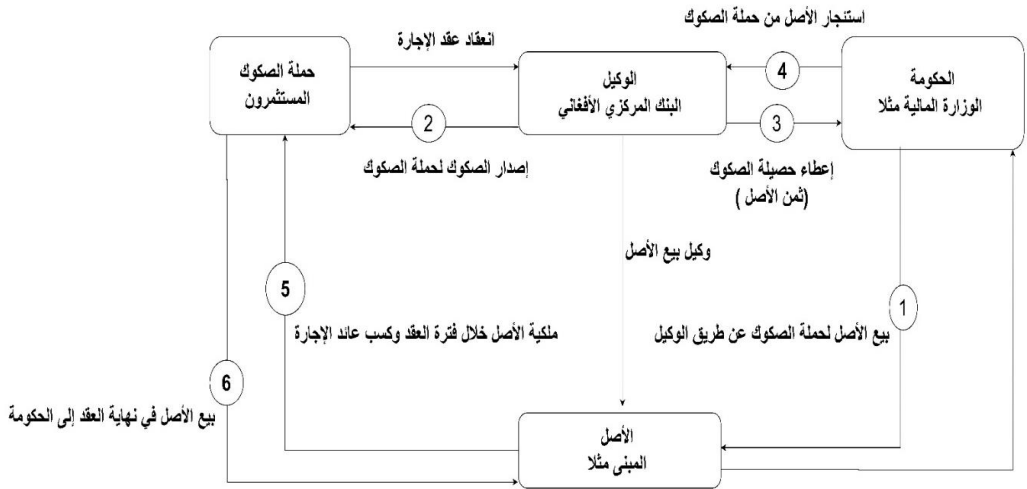 استئجار الأصل من حملة الصكوك
انعقاد عقد الإجارة
الحكومة
الوزارة المالية مثلا
4
الوكيل
البنك المركزي الأفغاني
حملة الصكوك
المستثمرون
3
2
إعطاء حصيلة الصكوك
(ثمن الأصل )
إصدار الصكوك لحملة الصكوك
وكيل بيع الأصل
1
5
بيع الأصل لحملة الصكوك عن طريق الوكيل
ملكية الأصل خلال فترة العقد وكسب عائد الإجارة
6
بيع الأصل في نهاية العقد إلى الحكومة
الأصل
المبنى مثلا